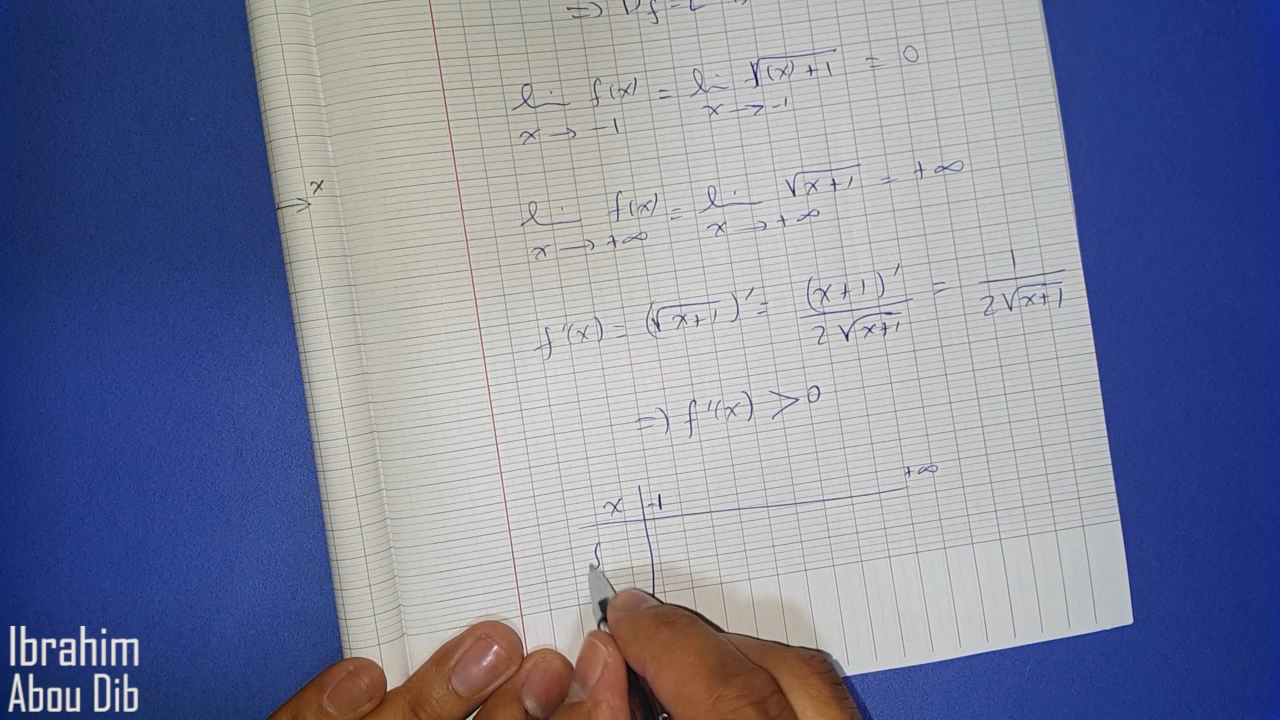 =) Df = [
x
lim f(x) = lim √(x)+1 = 0
x → -1 x → -1
lim f(x) = lim √x+1 = +∞
x → +∞ x → +∞
f'(x) = (√x+1)' = (x+1)' / 2√x+1 = 1 / 2√x+1
=) f'(x) > 0
x -1 +∞
Ibrahim
Abou Dib